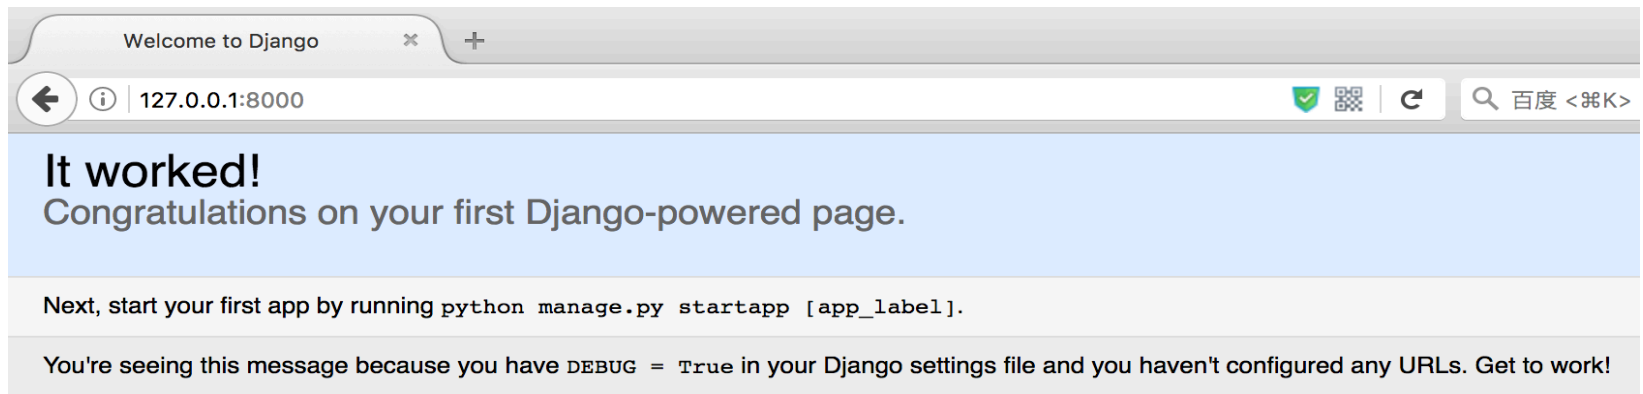 Welcome to Django
127.0.0.1:8000
百度 <⌘K>
It worked!
Congratulations on your first Django-powered page.
Next, start your first app by running python manage.py startapp [app_label].
You're seeing this message because you have DEBUG = True in your Django settings file and you haven't configured any URLs. Get to work!